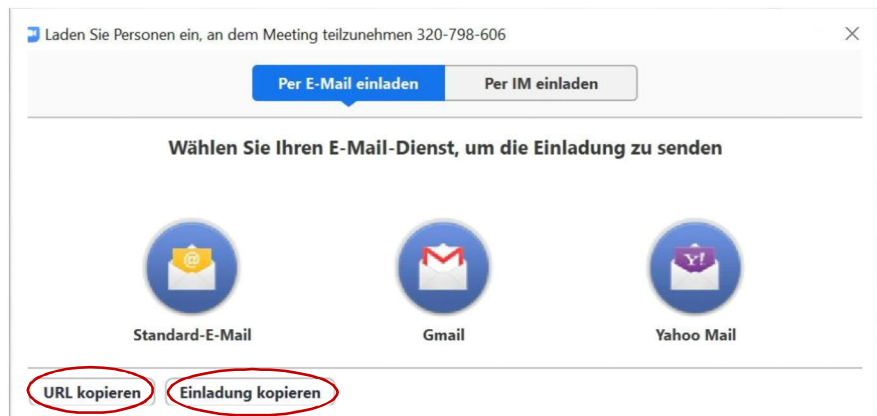 Laden Sie Personen ein, an dem Meeting teilzunehmen 320-798-606
Per E-Mail einladen Per IM einladen
Wählen Sie Ihren E-Mail-Dienst, um die Einladung zu senden
@ Y!
Standard-E-Mail Gmail Yahoo Mail
URL kopieren Einladung kopieren